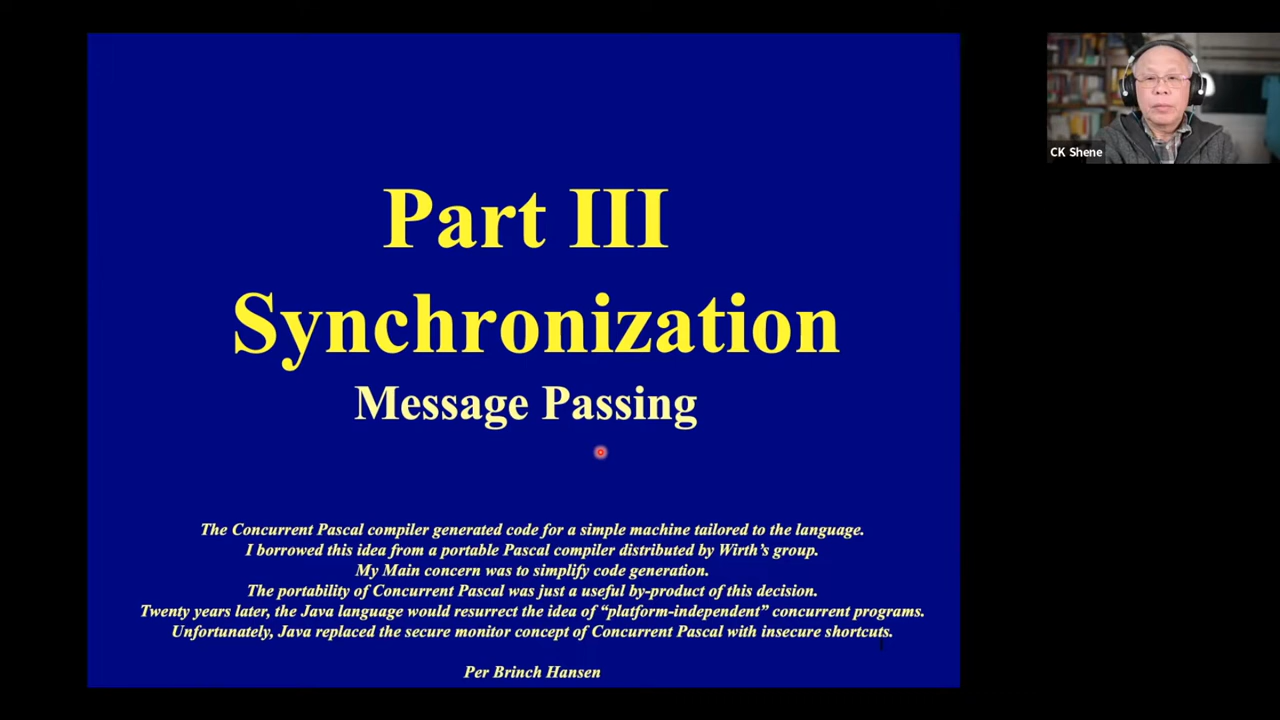 Part III
Synchronization
Message Passing
The Concurrent Pascal compiler generated code for a simple machine tailored to the language.
I borrowed this idea from a portable Pascal compiler distributed by Wirth’s group.
My Main concern was to simplify code generation.
The portability of Concurrent Pascal was just a useful by-product of this decision.
Twenty years later, the Java language would resurrect the idea of “platform-independent” concurrent programs.
Unfortunately, Java replaced the secure monitor concept of Concurrent Pascal with insecure shortcuts.
Per Brinch Hansen
CK Shene